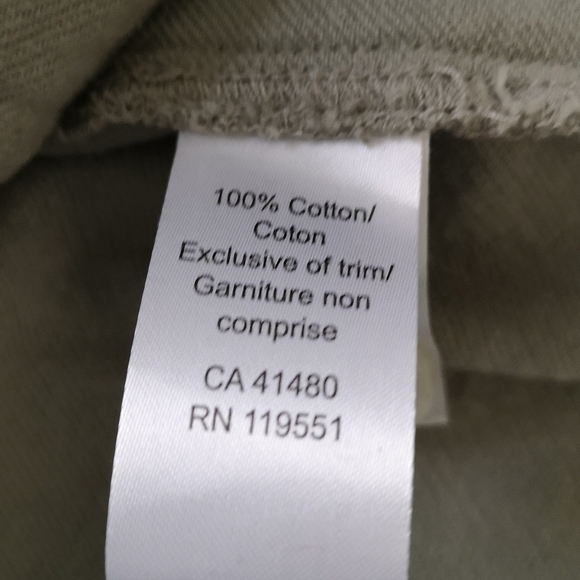 100% Cotton/
Coton
Exclusive of trim/
Garniture non
comprise
CA 41480
RN 119551